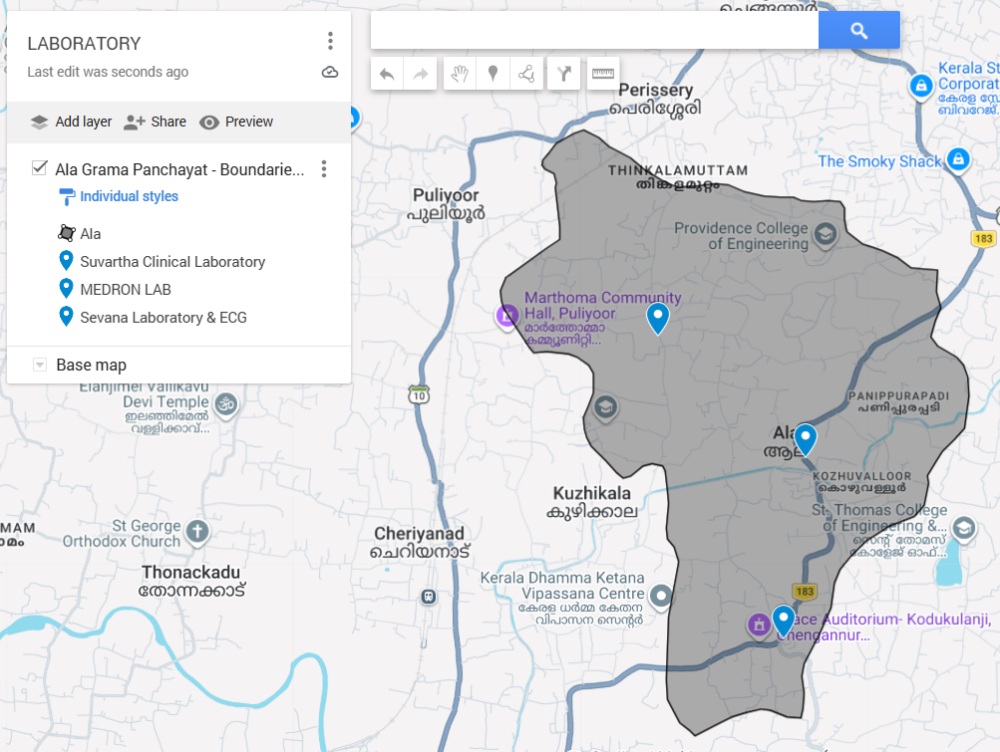 LABORATORY
Last edit was seconds ago
Add layer
Share
Preview
Ala Grama Panchayat - Boundarie...
Individual styles
Ala
Suvartha Clinical Laboratory
MEDRON LAB
Sevana Laboratory & ECG
Base map
Perissery
പെരിശ്ശേരി
Kerala St
Corporat
കേരള സ്റ്റേ
ബിവറേജ്.
The Smoky Shack
THINKALAMUTTAM
തിങ്കളമുറ്റം
Puliyoor
പുലിയൂർ
Providence College
of Engineering
183
Marthoma Community
Hall, Puliyoor
മാർത്തോമ്മാ
കമ്മ്യൂണിറ്റി...
Devi Temple
ഇലഞ്ഞിമേൽ
വള്ളിക്കാവ്...
10
PANIPPURAPADI
പണിപ്പുരപ്പടി
Ala
KOZHUVALLOOR
കൊഴുവല്ലൂർ
Kuzhikala
കുഴിക്കാല
St. Thomas College
of Engineering &...
സെന്റ് തോമസ്
കോളേജ് ഓഫ്...
St George
Orthodox Church
Cheriyanad
ചെറിയനാട്
Thonackadu
തോന്നക്കാട്
Kerala Dhamma Ketana
Vipassana Centre
കേരള ധർമ്മ കേതന
വിപാസന സെന്റർ
183
ace Auditorium- Kodukulanji,
Chengannur...